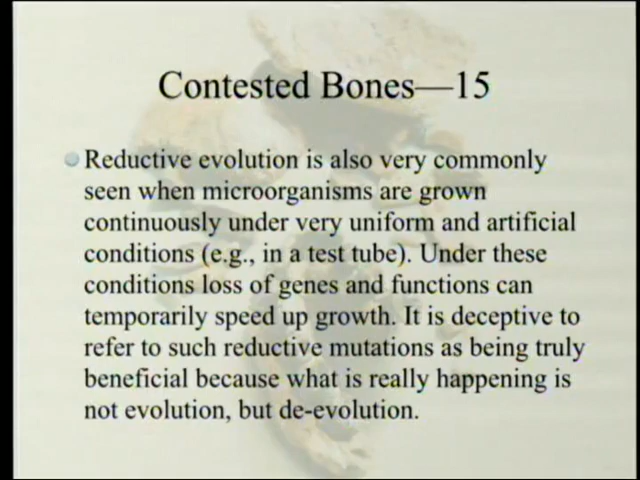 Contested Bones—15
Reductive evolution is also very commonly
seen when microorganisms are grown
continuously under very uniform and artificial
conditions (e.g., in a test tube). Under these
conditions loss of genes and functions can
temporarily speed up growth. It is deceptive to
refer to such reductive mutations as being truly
beneficial because what is really happening is
not evolution, but de-evolution.